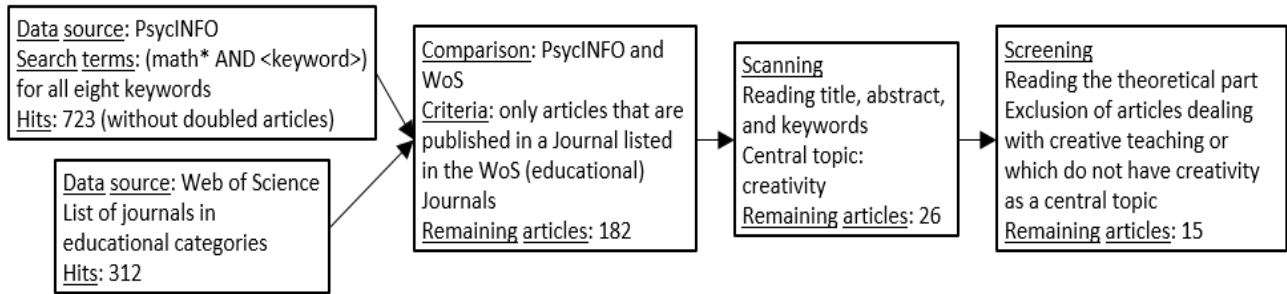 Data source: PsycINFO
Search terms: (math* AND <keyword>)
for all eight keywords
Hits: 723 (without doubled articles)
Data source: Web of Science
List of journals in
educational categories
Hits: 312
Comparison: PsycINFO and
WoS
Criteria: only articles that are
published in a Journal listed
in the WoS (educational)
Journals
Remaining articles: 182
Scanning
Reading title, abstract,
and keywords
Central topic:
creativity
Remaining articles: 26
Screening
Reading the theoretical part
Exclusion of articles dealing
with creative teaching or
which do not have creativity
as a central topic
Remaining articles: 15